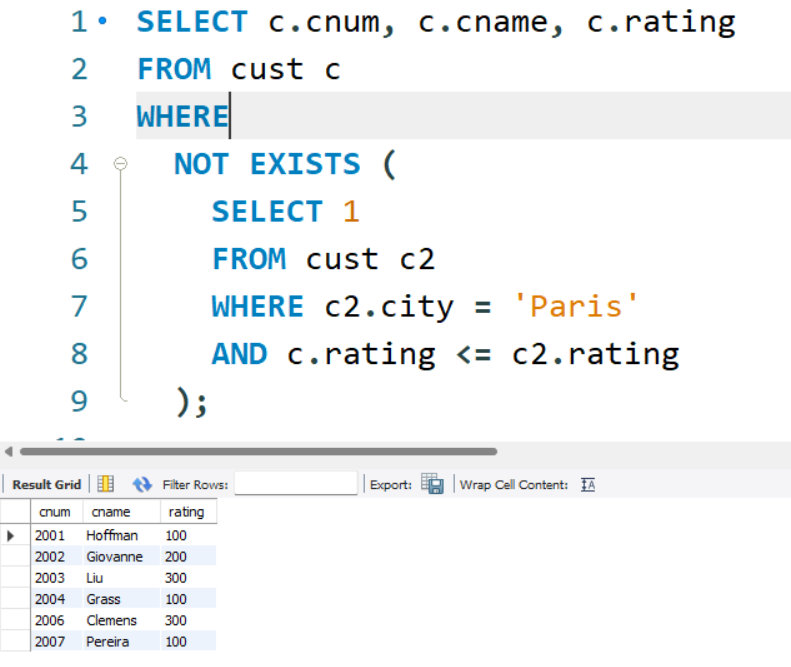 1 SELECT c.cnum, c.cname, c.rating
2 FROM cust c
3 WHERE
4 NOT EXISTS (
5 SELECT 1
6 FROM cust c2
7 WHERE c2.city = 'Paris'
8 AND c.rating <= c2.rating
9 );
Result Grid Filter Rows: Export: Wrap Cell Content: IA
cnum cname rating
2001 Hoffman 100
2002 Giovanne 200
2003 Liu 300
2004 Grass 100
2006 Clemens 300
2007 Pereira 100